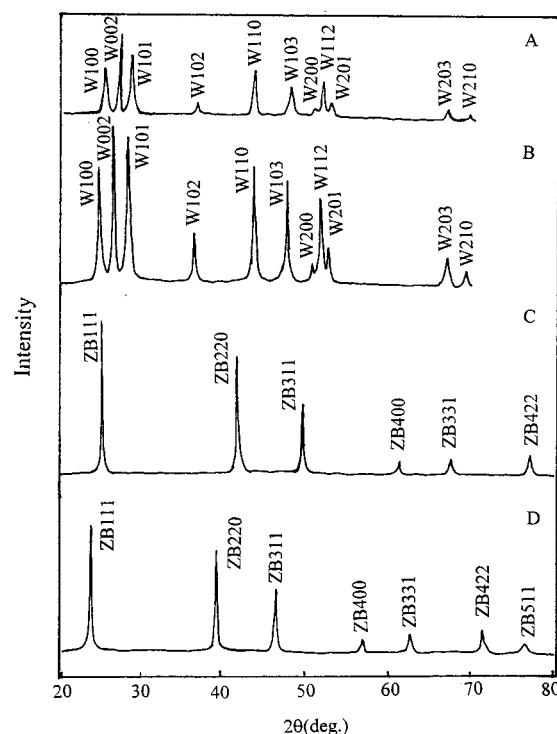 A
W100
W002
W101
W102
W110
W103
W200
W112
W201
W203
W210
B
W100
W002
W101
W102
W110
W103
W200
W112
W201
W203
W210
C
ZB111
ZB220
ZB311
ZB400
ZB331
ZB422
D
ZB111
ZB220
ZB311
ZB400
ZB331
ZB422
ZB511
Intensity
20 30 40 50 60 70 80
2θ(deg.)